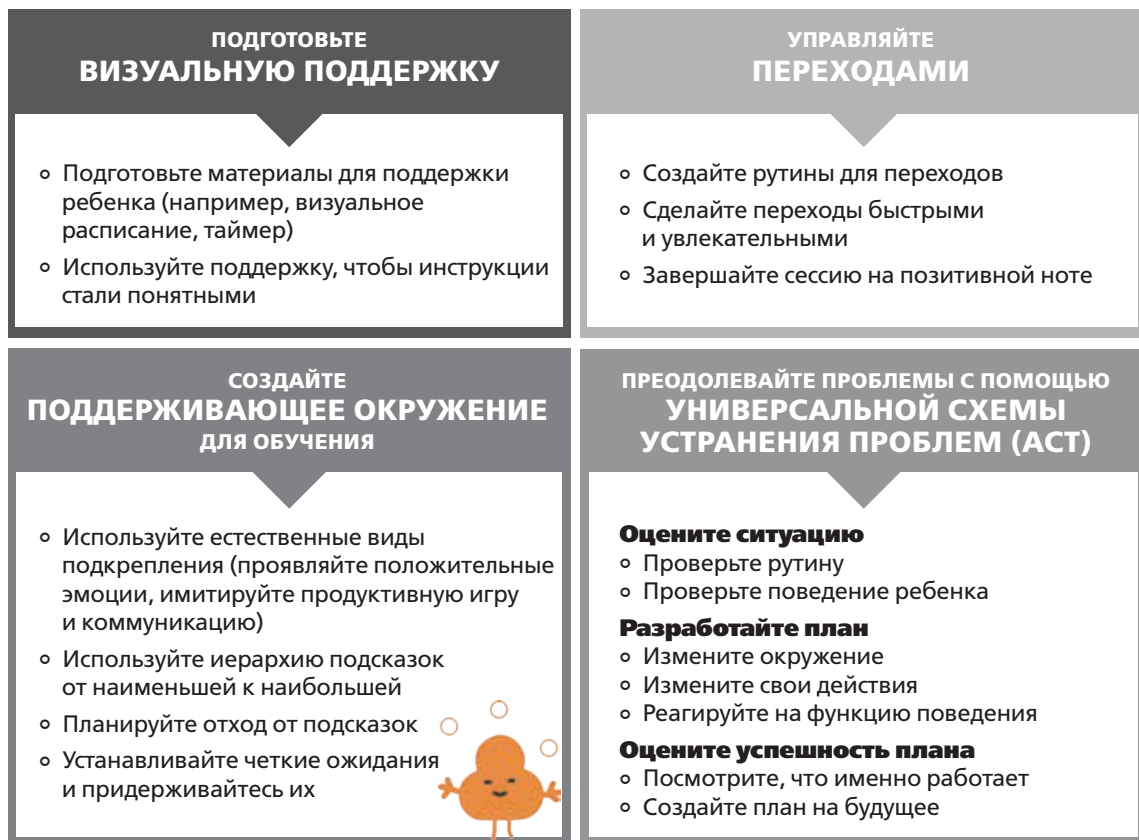 ПОДГОТОВЬТЕ
ВИЗУАЛЬНУЮ ПОДДЕРЖКУ
◦ Подготовьте материалы для поддержки
ребенка (например, визуальное
расписание, таймер)
◦ Используйте поддержку, чтобы инструкции
стали понятными
УПРАВЛЯЙТЕ
ПЕРЕХОДАМИ
◦ Создайте рутины для переходов
◦ Сделайте переходы быстрыми
и увлекательными
◦ Завершайте сессию на позитивной ноте
СОЗДАЙТЕ
ПОДДЕРЖИВАЮЩЕЕ ОКРУЖЕНИЕ
ДЛЯ ОБУЧЕНИЯ
◦ Используйте естественные виды
подкрепления (проявляйте положительные
эмоции, имитируйте продуктивную игру
и коммуникацию)
◦ Используйте иерархию подсказок
от наименьшей к наибольшей
◦ Планируйте отход от подсказок
◦ Устанавливайте четкие ожидания
и придерживайтесь их
ПРЕОДОЛЕВАЙТЕ ПРОБЛЕМЫ С ПОМОЩЬЮ
УНИВЕРСАЛЬНОЙ СХЕМЫ
УСТРАНЕНИЯ ПРОБЛЕМ (ACT)
Оцените ситуацию
◦ Проверьте рутину
◦ Проверьте поведение ребенка
Разработайте план
◦ Измените окружение
◦ Измените свои действия
◦ Реагируйте на функцию поведения
Оцените успешность плана
◦ Посмотрите, что именно работает
◦ Создайте план на будущее